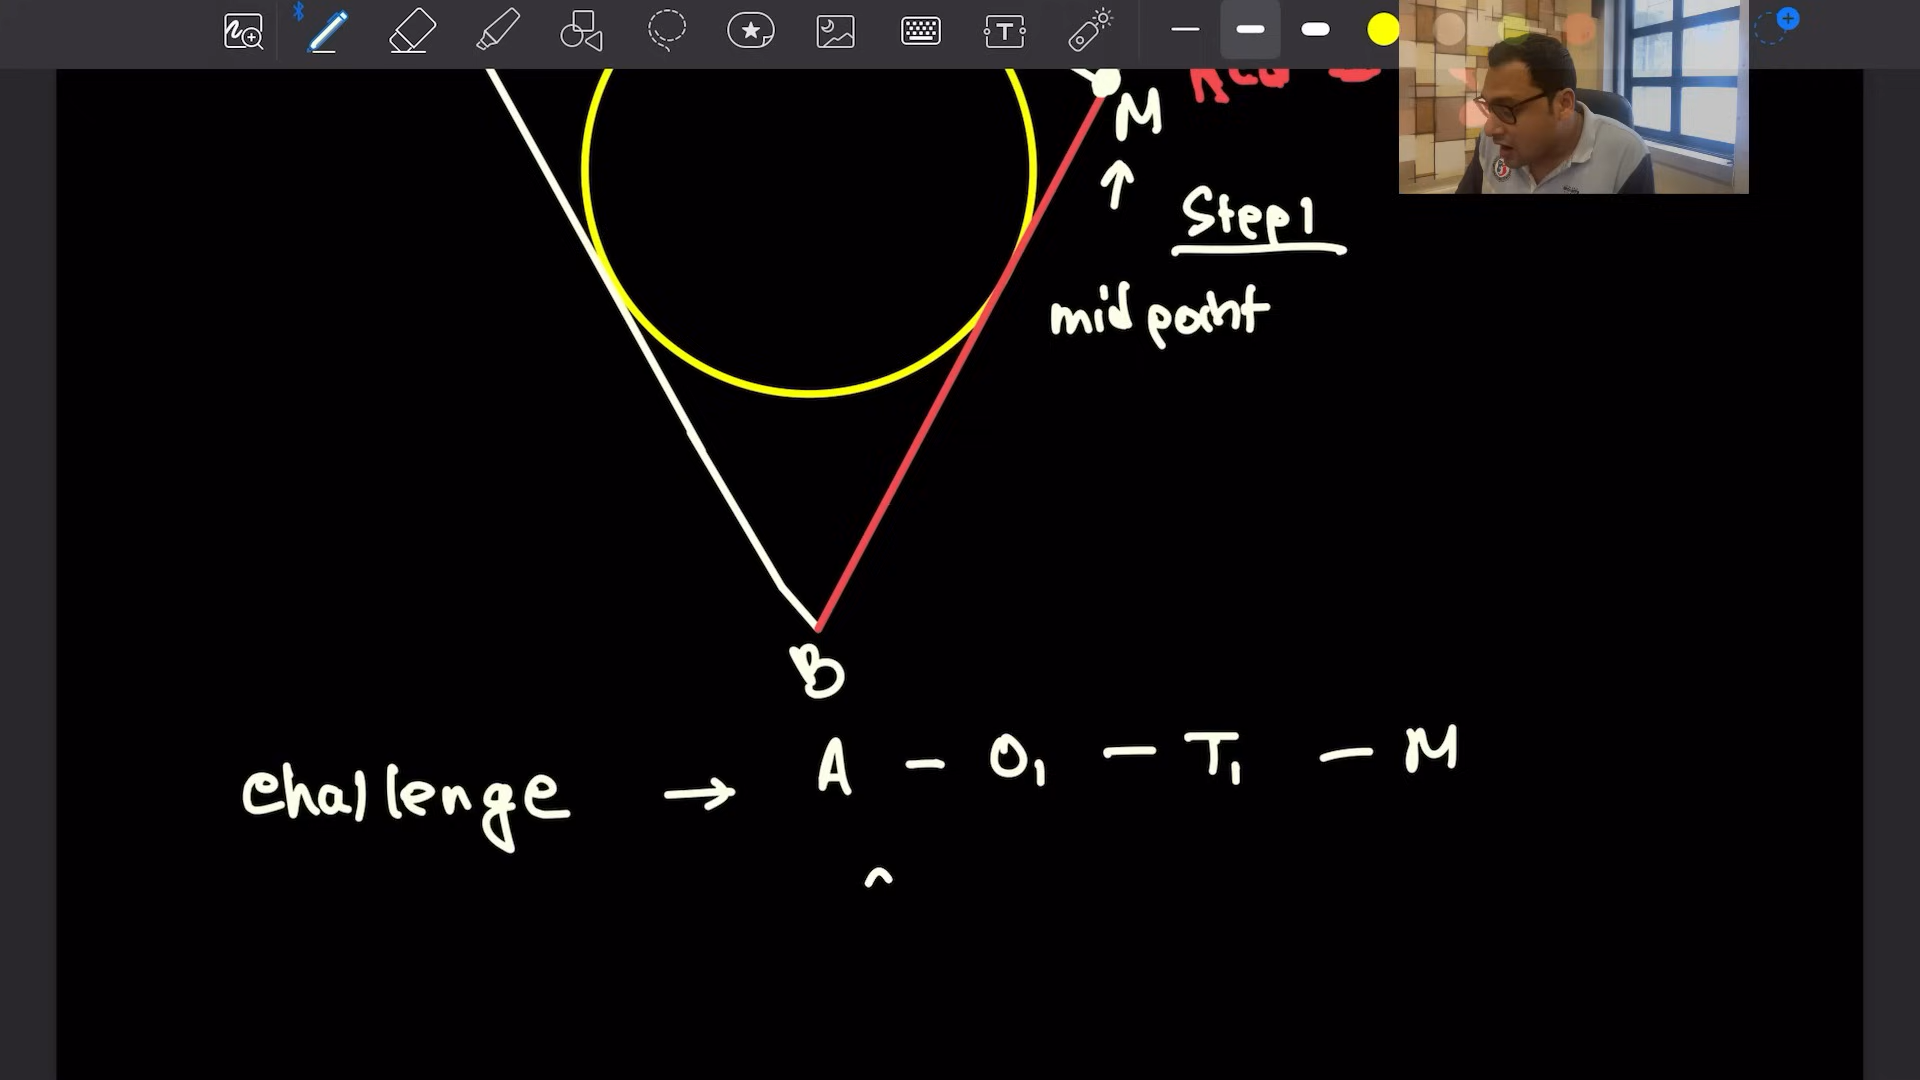 M
Step 1
mid point
B
Challenge → A - O₁ - T₁ - M